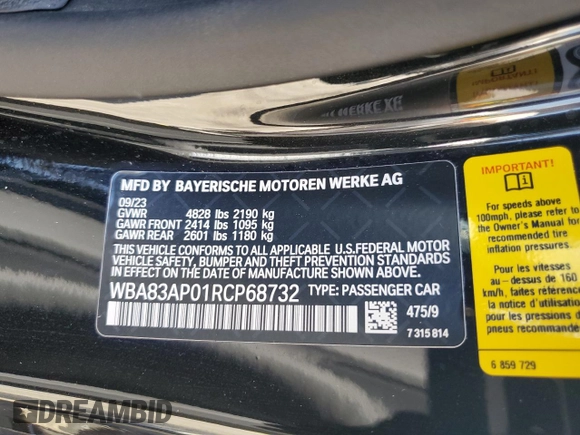 MFD BY BAYERISCHE MOTOREN WERKE AG
09/23
GVWR 4828 lbs 2190 kg
GAWR FRONT 2414 lbs 1095 kg
GAWR REAR 2601 lbs 1180 kg
THIS VEHICLE CONFORMS TO ALL APPLICABLE U.S.FEDERAL MOTOR
VEHICLE SAFETY, BUMPER AND THEFT PREVENTION STANDARDS
IN EFFECT ON THE DATE OF MANUFACTURE SHOWN ABOVE.
WBA83AP01RCP68732 TYPE: PASSENGER CAR
475/9
7 315 814
IMPORTANT!
For speeds above
100mph, please refer to
the Owner's Manual for
more specific tire
inflation pressures.
Pour les vitesses
au - dessus de 160
km/h, faites référence
à la notice d'utilisation
pour les pressions de
pneus recommandées
6 859 729
DREAMBID